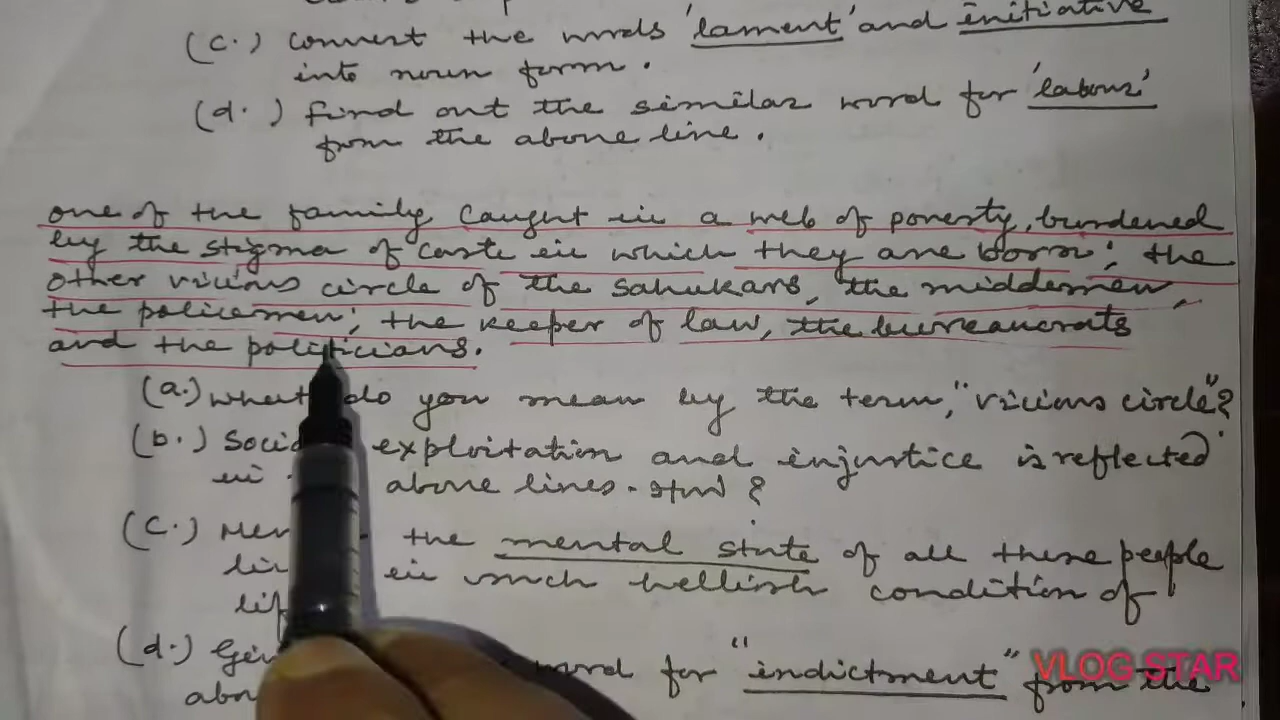 (c.) convert the words 'lament' and initiative
into noun form.
(d.) find out the similar word for 'labour'
from the above line.
one of the family caught in a web of poverty, burdened
by the stigma of caste in which they are born; the
other vicious circle of the sahukars, the middlemen,
the policemen; the keeper of law, the bureaucrats
and the politicians.
(a.) what do you mean by the term, "vicious circle"?
(b.) exploitation and injustice is reflected
in above lines. How?
(c.) the mental state of all these people
in such hellish condition of
(d.) word for "indictment" from the
VLOG STAR